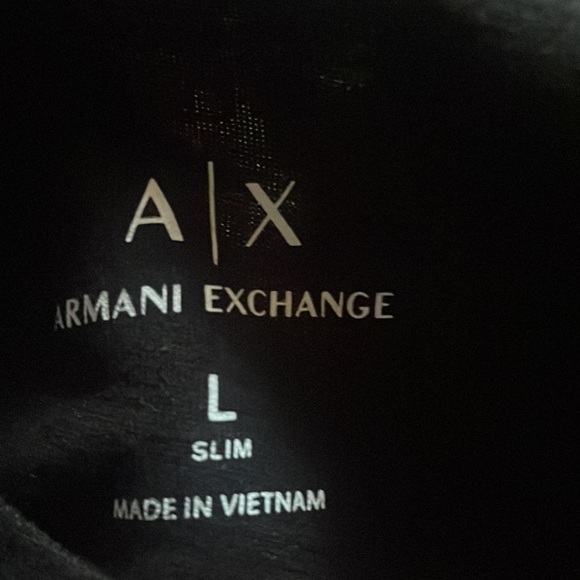 A|X
ARMANI EXCHANGE
L
SLIM
MADE IN VIETNAM